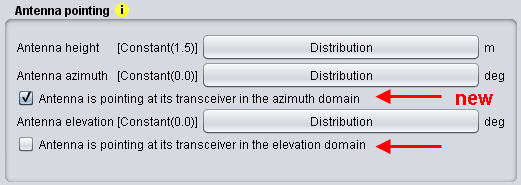 Antenna pointing i
Antenna height [Constant(1.5)] Distribution m
Antenna azimuth [Constant(0.0)] Distribution deg
Antenna is pointing at its transceiver in the azimuth domain new
Antenna elevation [Constant(0.0)] Distribution deg
Antenna is pointing at its transceiver in the elevation domain